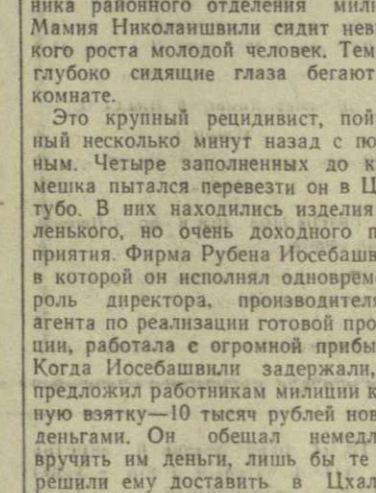 ника районного отделения мили
Мамия Николаишвили сидит нев
кого роста молодой человек. Тем
глубоко сидящие глаза бегают
комнате.
Это крупный рецидивист, пой
ный несколько минут назад с по
ным. Четыре заполненных до к
мешка пытался перевезти он в Ц
тубо. В них находились изделия
ленького, но очень доходного п
приятия. Фирма Рубена Иосебашв
в которой он исполнял одноврем
роль директора, производителя
агента по реализации готовой про
ции, работала с огромной прибы
Когда Иосебашвили задержали,
предложил работникам милиции к
ную взятку—10 тысяч рублей нов
деньгами. Он обещал немедл
вручить им деньги, лишь бы те
решили ему доставить в Цхал